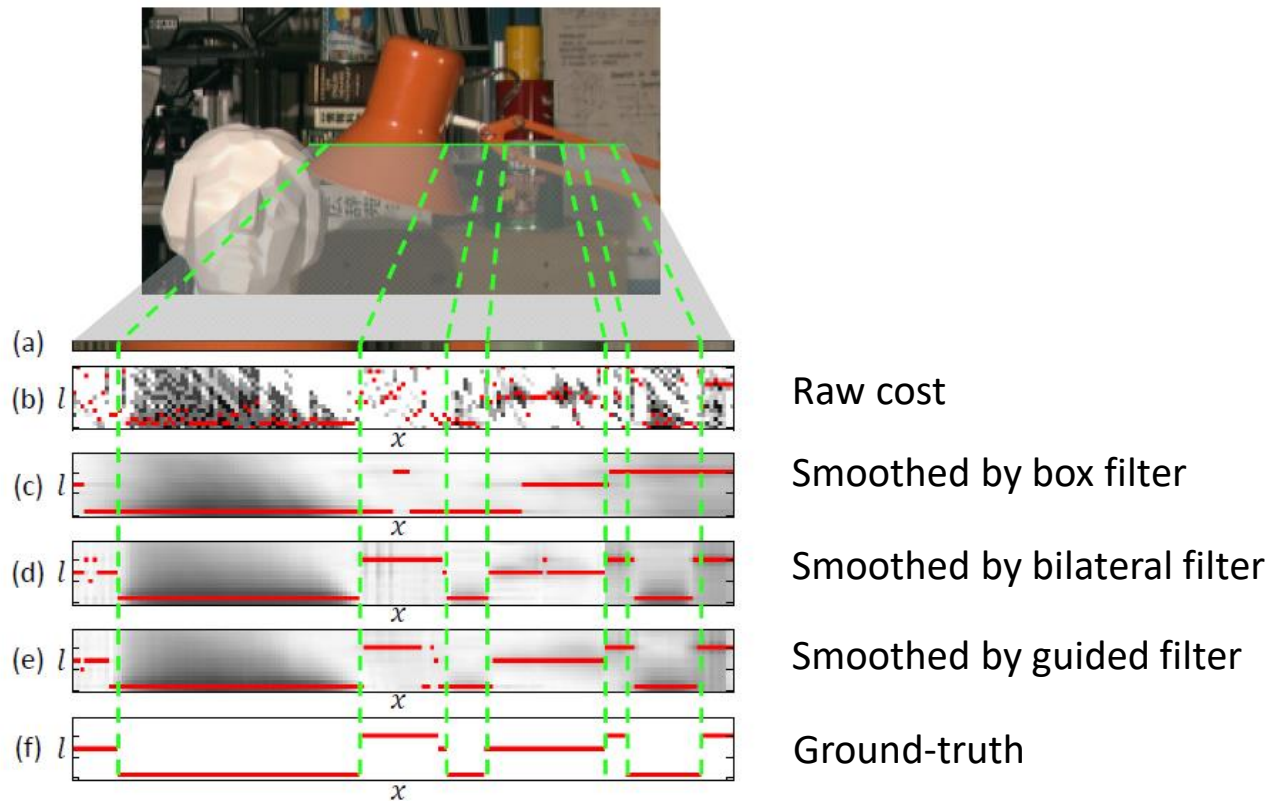 (a)
(b) l
x
Raw cost
(c) l
x
Smoothed by box filter
(d) l
x
Smoothed by bilateral filter
(e) l
x
Smoothed by guided filter
(f) l
x
Ground-truth